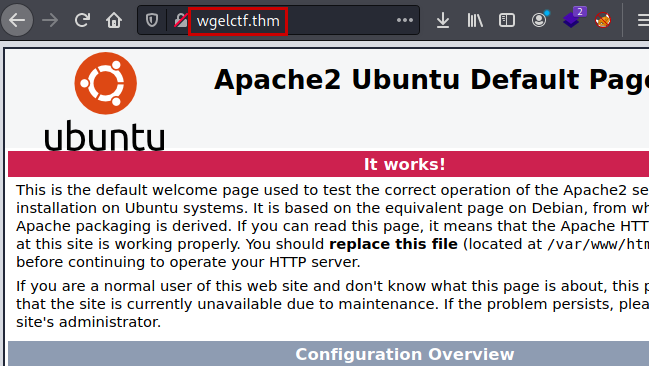 wgelctf.thm
2
Apache2 Ubuntu Default Page
ubuntu
It works!
This is the default welcome page used to test the correct operation of the Apache2 se
installation on Ubuntu systems. It is based on the equivalent page on Debian, from wh
Apache packaging is derived. If you can read this page, it means that the Apache HTT
at this site is working properly. You should replace this file (located at /var/www/htm
before continuing to operate your HTTP server.
If you are a normal user of this web site and don't know what this page is about, this p
that the site is currently unavailable due to maintenance. If the problem persists, plea
site's administrator.
Configuration Overview